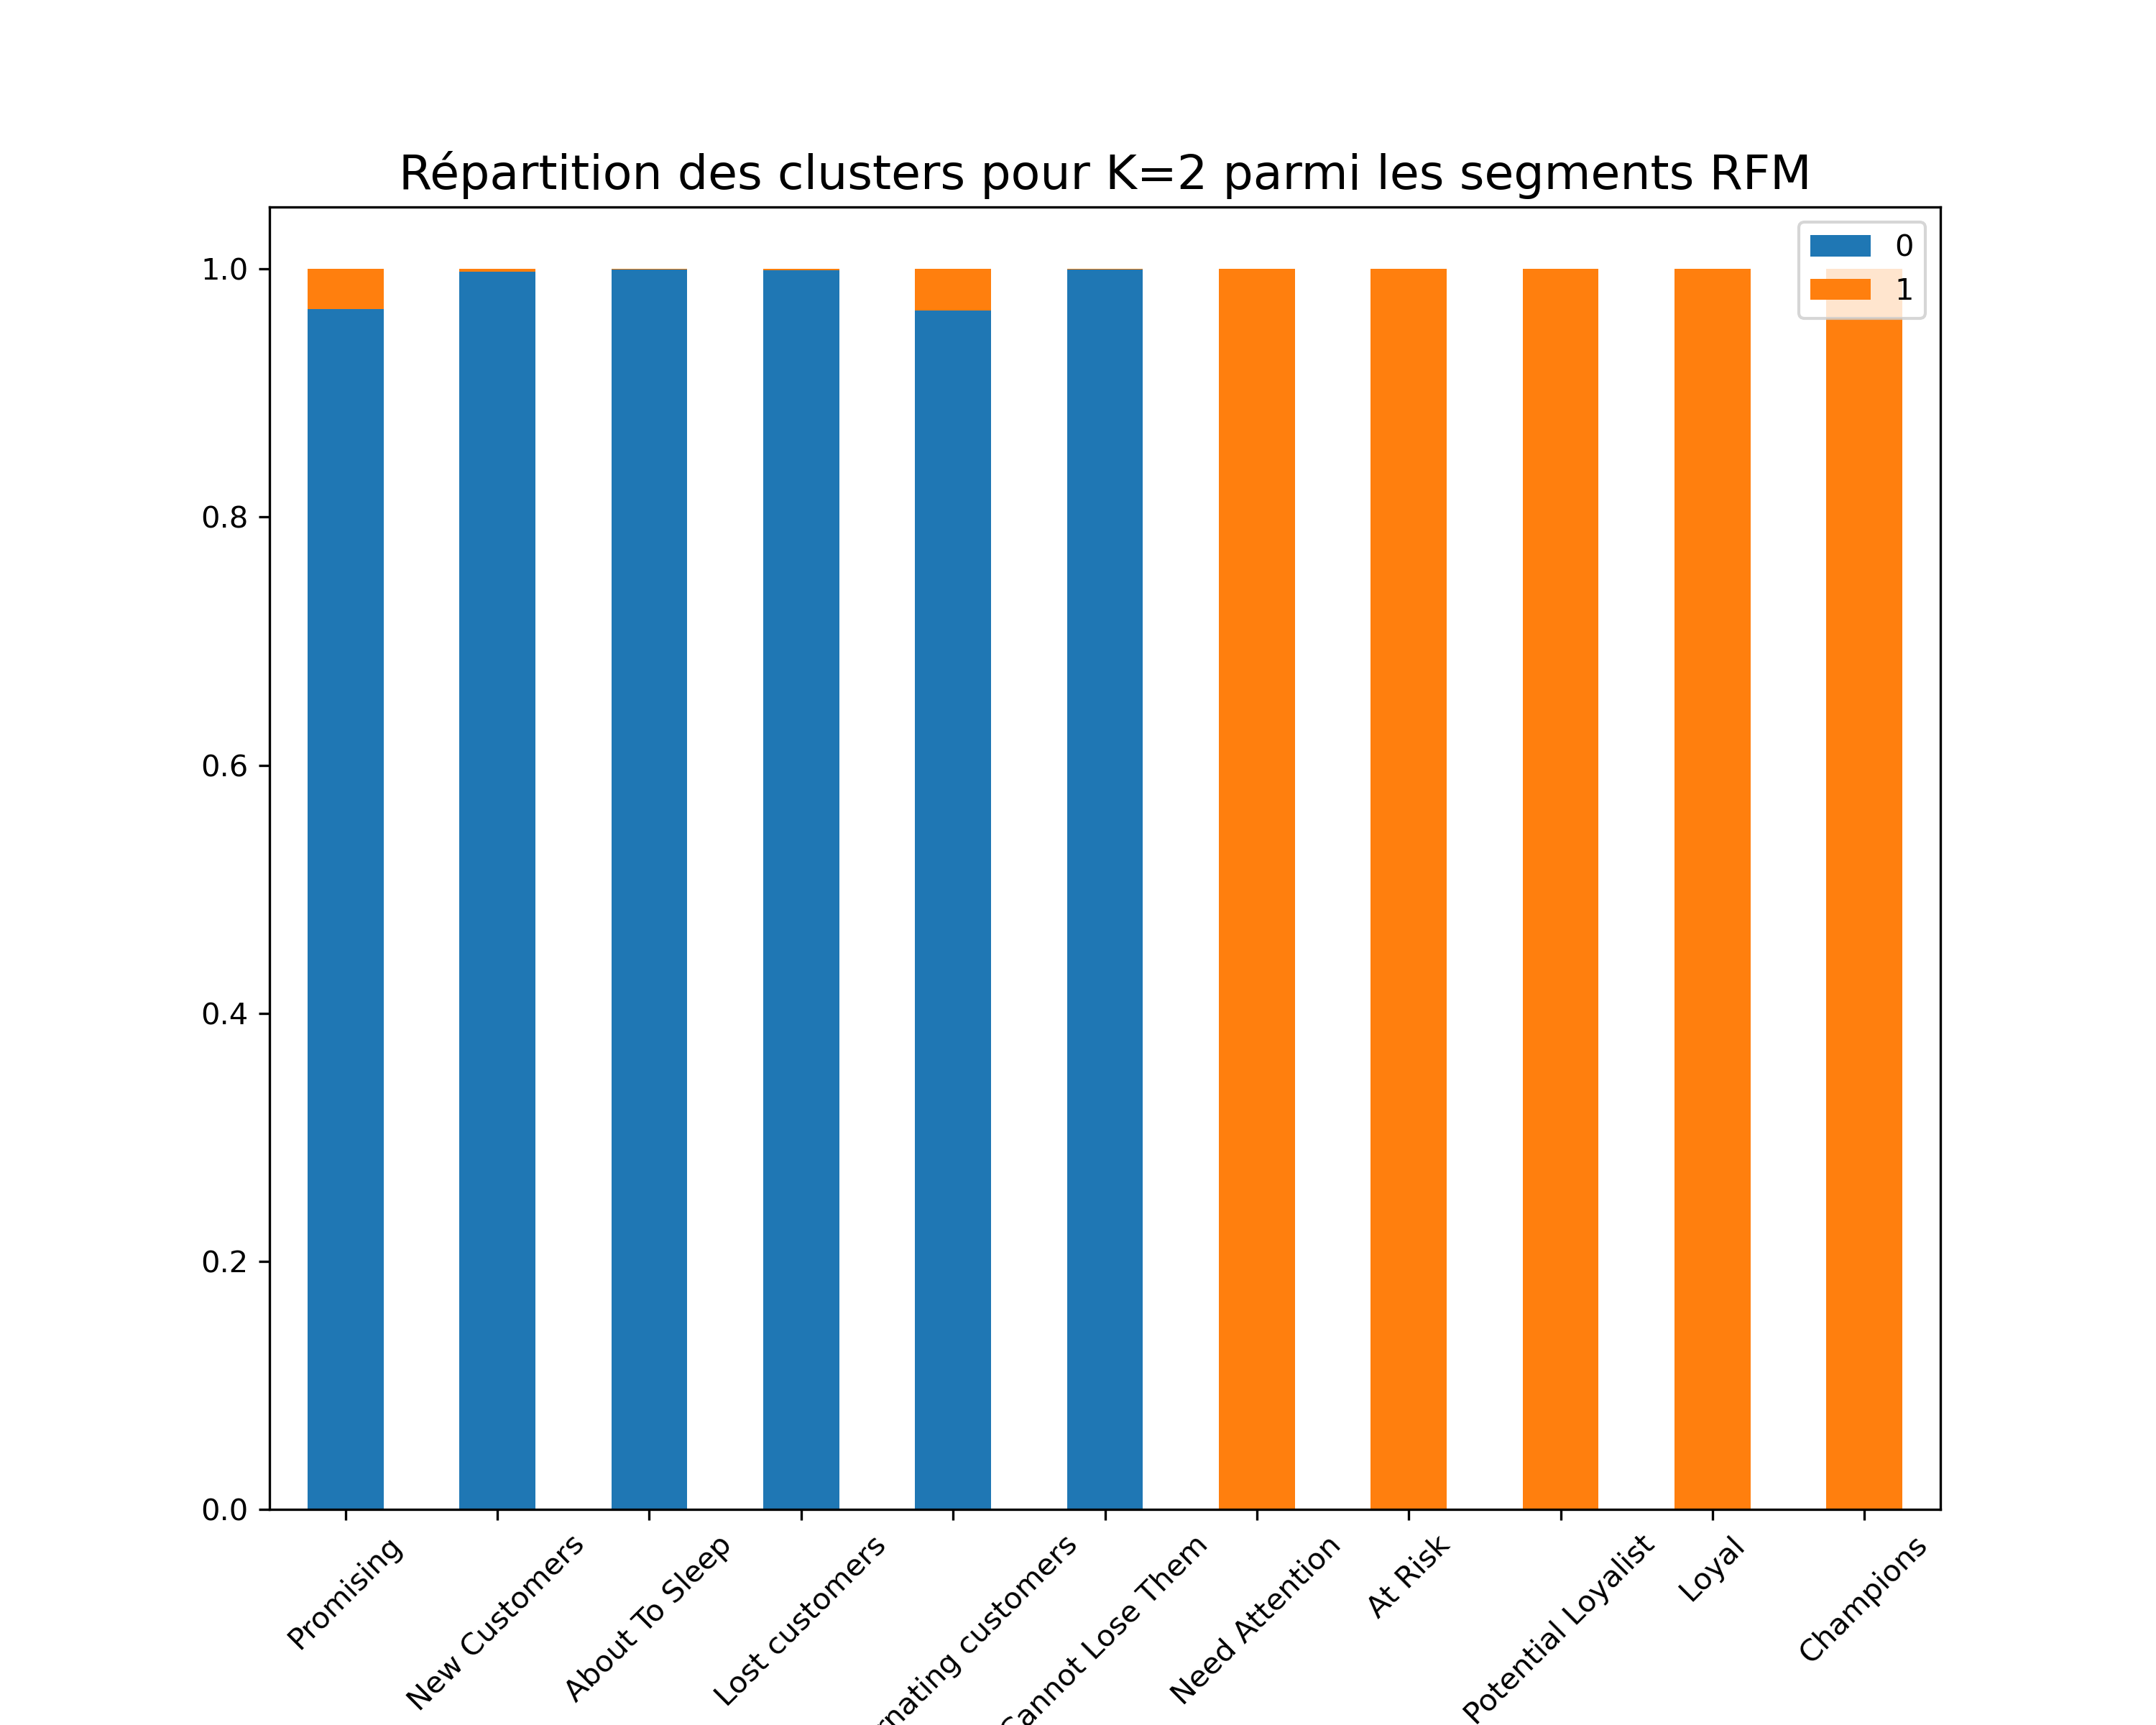 Répartition des clusters pour K=2 parmi les segments RFM
0
1
1.0
0.8
0.6
0.4
0.2
0.0
Promising
New Customers
About To Sleep
Lost customers
customers
Lose Them
Need Attention
At Risk
Potential Loyalist
Loyal
Champions